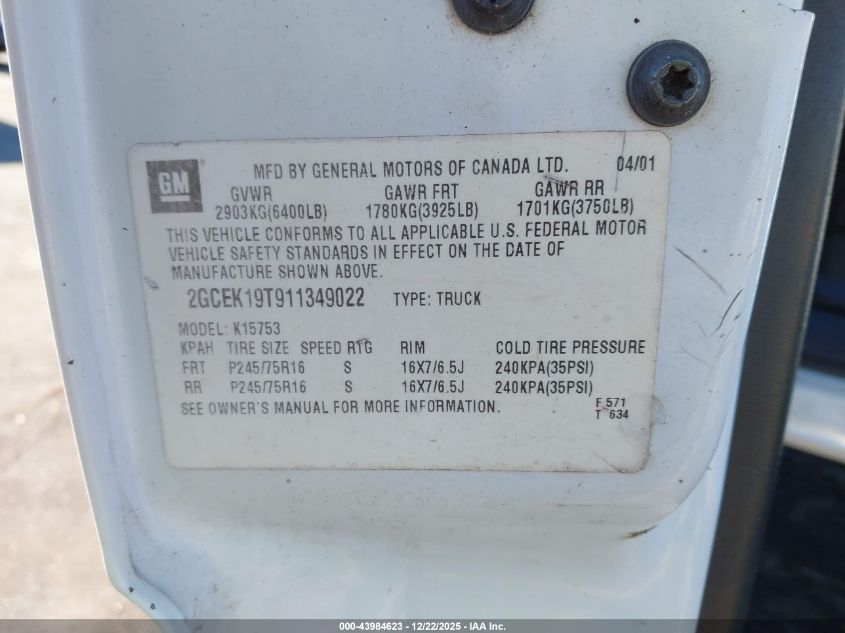 GM
MFD BY GENERAL MOTORS OF CANADA LTD. 04/01
GVWR GAWR FRT GAWR RR
2903KG(6400LB) 1780KG(3925LB) 1701KG(3750LB)
THIS VEHICLE CONFORMS TO ALL APPLICABLE U.S. FEDERAL MOTOR
VEHICLE SAFETY STANDARDS IN EFFECT ON THE DATE OF
MANUFACTURE SHOWN ABOVE.
2GCEK19T911349022 TYPE: TRUCK
MODEL: K15753
KPAH TIRE SIZE SPEED RTG RIM COLD TIRE PRESSURE
FRT P245/75R16 S 16X7/6.5J 240KPA(35PSI)
RR P245/75R16 S 16X7/6.5J 240KPA(35PSI)
SEE OWNER'S MANUAL FOR MORE INFORMATION.
F 571
T 634
000-43984623 - 12/22/2025 - IAA Inc.